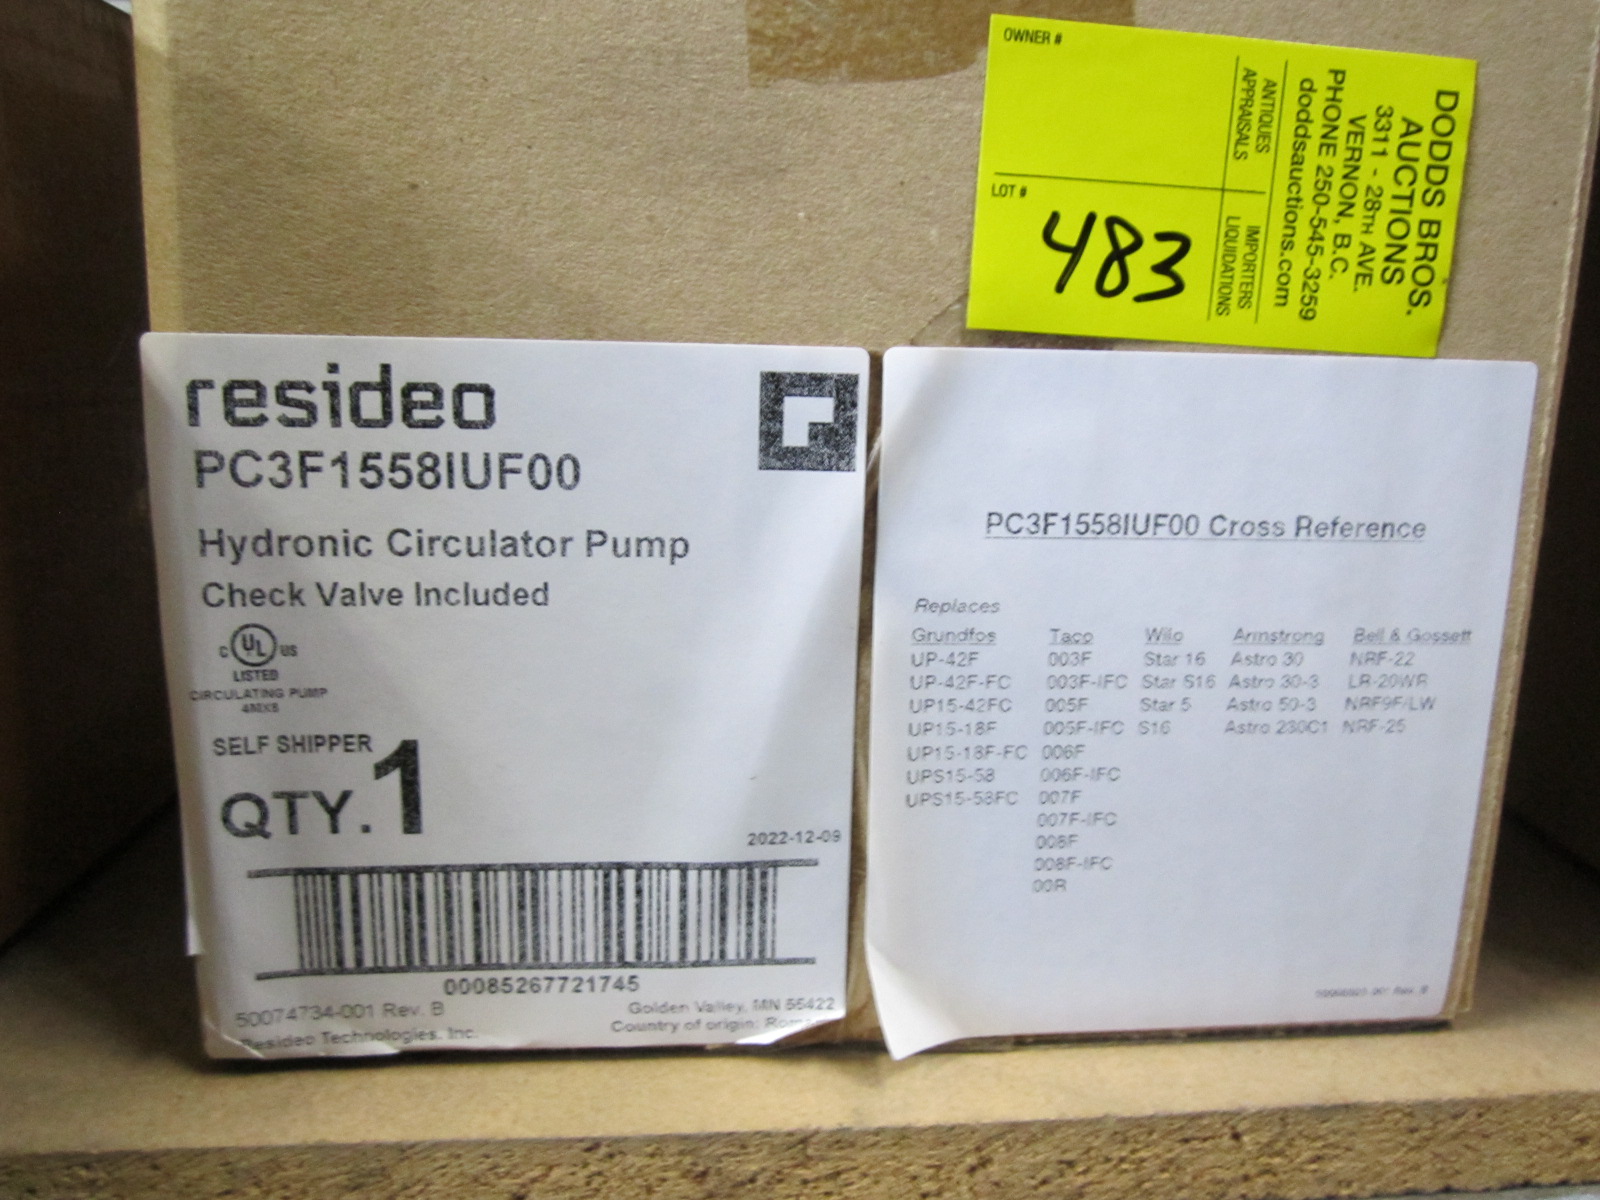 OWNER #
LOT #
483
ANTIQUES
APPRAISALS
IMPORTERS
LIQUIDATIONS
DODDS BROS.
AUCTIONS
3311 - 28TH AVE.
VERNON, B.C.
PHONE 250-545-3259
doddsauctions.com
resideo
PC3F1558IUF00
Hydronic Circulator Pump
Check Valve Included
C UL US
LISTED
CIRCULATING PUMP
4MX8
SELF SHIPPER
QTY. 1
2022-12-09
00085267721745
50074734-001 Rev. B
Golden Valley, MN 55422
Resideo Technologies, Inc.
Country of origin:
PC3F1558IUF00 Cross Reference
Replaces
Grundfos Taco Wilo Armstrong Bell & Gossett
UP-42F 003F Star 16 Astro 30 NRF-22
UP-42F-FC 003F-IFC Star S16 Astro 30-3 LR-20WR
UP15-42FC 005F Star 5 Astro 50-3 NRF9F/LW
UP15-18F 005F-IFC S16 Astro 230C1 NRF-25
UP15-18F-FC 006F
UPS15-58 006F-IFC
UPS15-58FC 007F
007F-IFC
008F
008F-IFC
00R
Rev. B